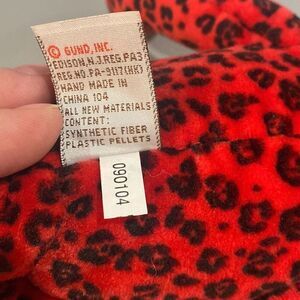 © GUND, INC.
EDISON, N.J. REG. PA3
REG. NO. PA-9117(HK)
HAND MADE IN
CHINA 104
ALL NEW MATERIALS
CONTENT:
SYNTHETIC FIBER
PLASTIC PELLETS
090104